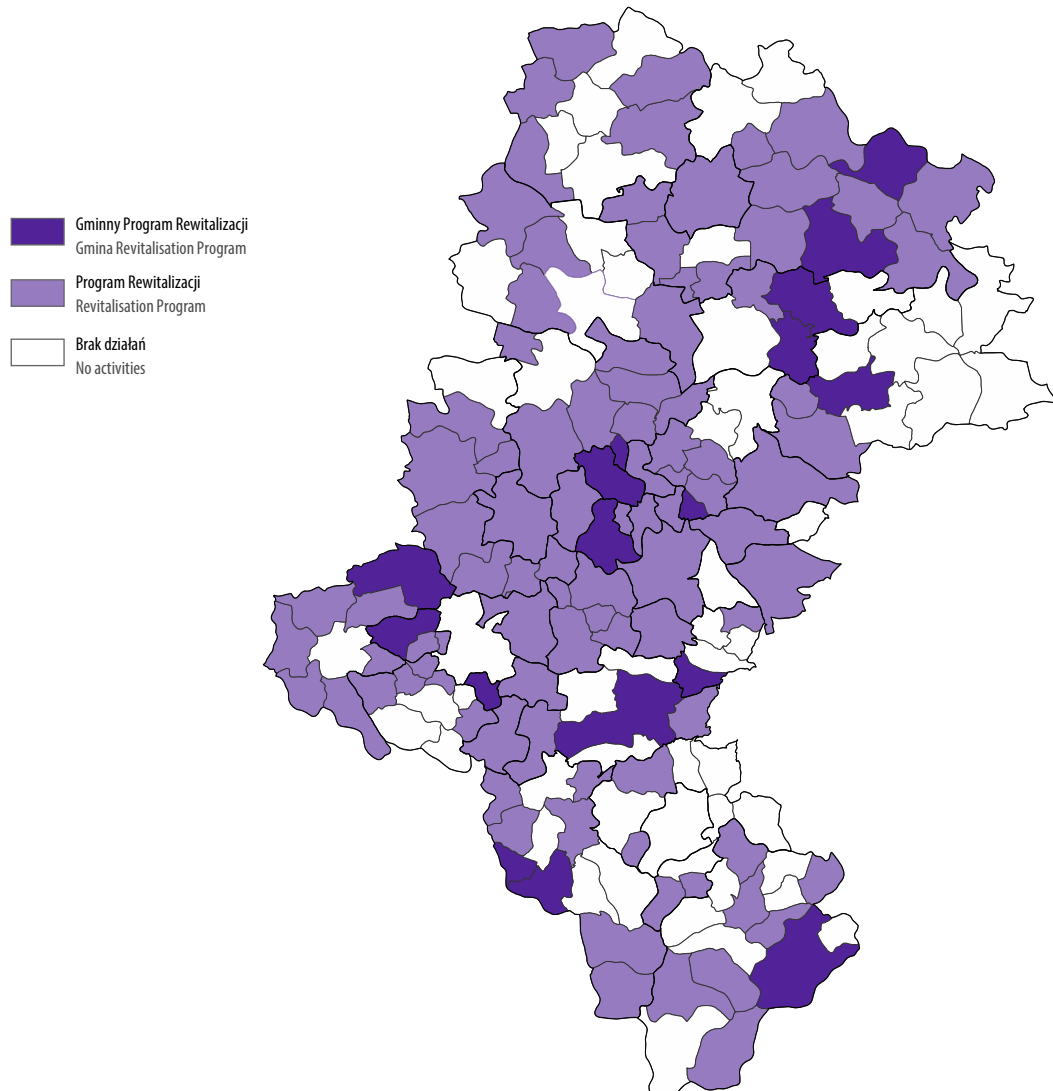 Gminny Program Rewitalizacji
Gmina Revitalisation Program
Program Rewitalizacji
Revitalisation Program
Brak działań
No activities